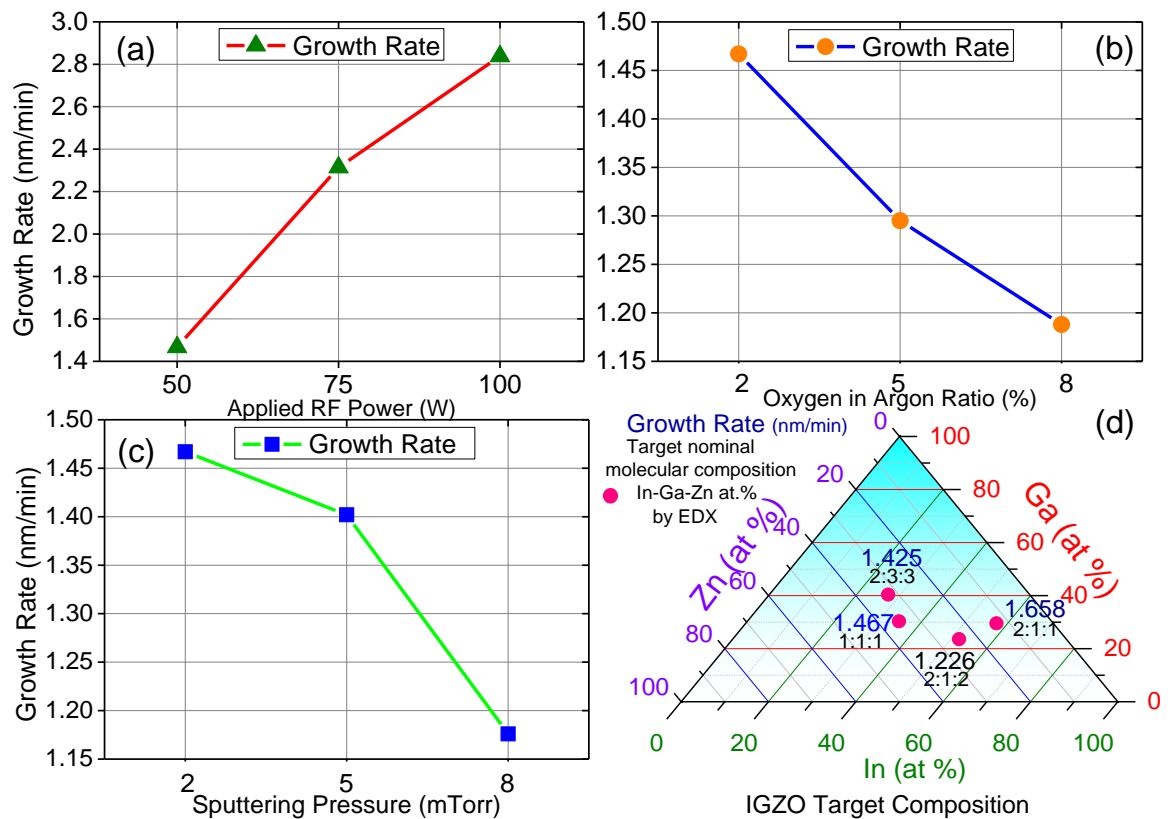 (a)
Growth Rate
3.0
2.8
2.6
2.4
2.2
2.0
1.8
1.6
1.4
Growth Rate (nm/min)
50
75
100
Applied RF Power (W)
(b)
Growth Rate
1.50
1.45
1.40
1.35
1.30
1.25
1.20
1.15
2
5
8
Oxygen in Argon Ratio (%)
(c)
Growth Rate
1.50
1.45
1.40
1.35
1.30
1.25
1.20
1.15
Growth Rate (nm/min)
2
5
8
Sputtering Pressure (mTorr)
(d)
Growth Rate (nm/min)
Target nominal
molecular composition
In-Ga-Zn at.%
by EDX
0
20
40
60
80
100
Zn (at %)
100
80
60
40
20
0
Ga (at %)
1.425
2:3:3
1.467
1:1:1
1.658
2:1:1
1.226
2:1:2
0
20
40
60
80
100
In (at %)
IGZO Target Composition